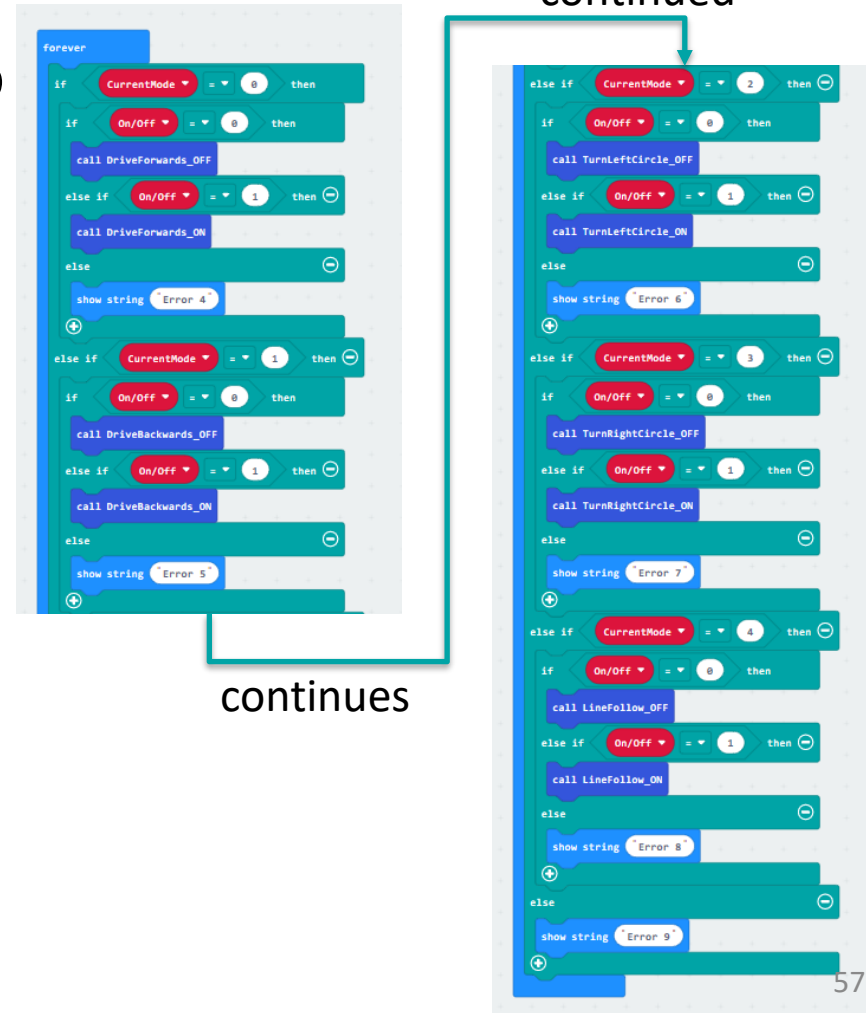 forever
if CurrentMode = 0 then
if On/Off = 0 then
call DriveForwards_OFF
else if On/Off = 1 then
call DriveForwards_ON
else
show string "Error 4"
else if CurrentMode = 1 then
if On/Off = 0 then
call DriveBackwards_OFF
else if On/Off = 1 then
call DriveBackwards_ON
else
show string "Error 5"
continues
else if CurrentMode = 2 then
if On/Off = 0 then
call TurnLeftCircle_OFF
else if On/Off = 1 then
call TurnLeftCircle_ON
else
show string "Error 6"
else if CurrentMode = 3 then
if On/Off = 0 then
call TurnRightCircle_OFF
else if On/Off = 1 then
call TurnRightCircle_ON
else
show string "Error 7"
else if CurrentMode = 4 then
if On/Off = 0 then
call LineFollow_OFF
else if On/Off = 1 then
call LineFollow_ON
else
show string "Error 8"
else
show string "Error 9"
57